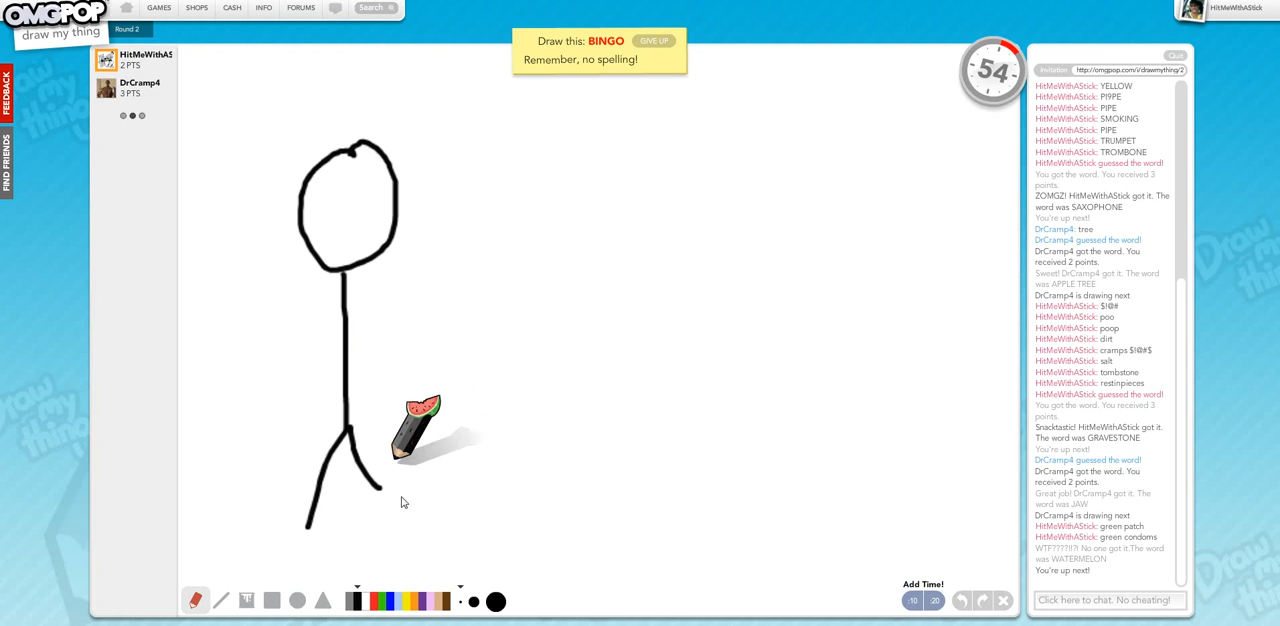 OMGPOP
draw my thing
GAMES
SHOPS
CASH
INFO
FORUMS
Search
HitMeWithAStick
Round 2
FEEDBACK
FIND FRIENDS
HitMeWithAS
2 PTS
DrCramp4
3 PTS
Draw this: BINGO
GIVE UP
Remember, no spelling!
54
Quit
Invitation
http://omgpop.com/i/drawmything/2
HitMeWithAStick: YELLOW
HitMeWithAStick: PI9PE
HitMeWithAStick: PIPE
HitMeWithAStick: SMOKING
HitMeWithAStick: PIPE
HitMeWithAStick: TRUMPET
HitMeWithAStick: TROMBONE
HitMeWithAStick guessed the word!
You got the word. You received 3
points.
ZOMGZ! HitMeWithAStick got it. The
word was SAXOPHONE
You're up next!
DrCramp4: tree
DrCramp4 guessed the word!
DrCramp4 got the word. You
received 2 points.
Sweet! DrCramp4 got it. The word
was APPLE TREE
DrCramp4 is drawing next
HitMeWithAStick: $!@#
HitMeWithAStick: poo
HitMeWithAStick: poop
HitMeWithAStick: dirt
HitMeWithAStick: cramps $!@#$
HitMeWithAStick: salt
HitMeWithAStick: tombstone
HitMeWithAStick: restinpieces
HitMeWithAStick guessed the word!
You got the word. You received 3
points.
Snacktastic! HitMeWithAStick got it.
The word was GRAVESTONE
You're up next!
DrCramp4 guessed the word!
DrCramp4 got the word. You
received 2 points.
Great job! DrCramp4 got it. The
word was JAW
DrCramp4 is drawing next
HitMeWithAStick: green patch
HitMeWithAStick: green condoms
WTF????!!?! No one got it.The word
was WATERMELON
You're up next!
Click here to chat. No cheating!
Add Time!
:10
:20
T